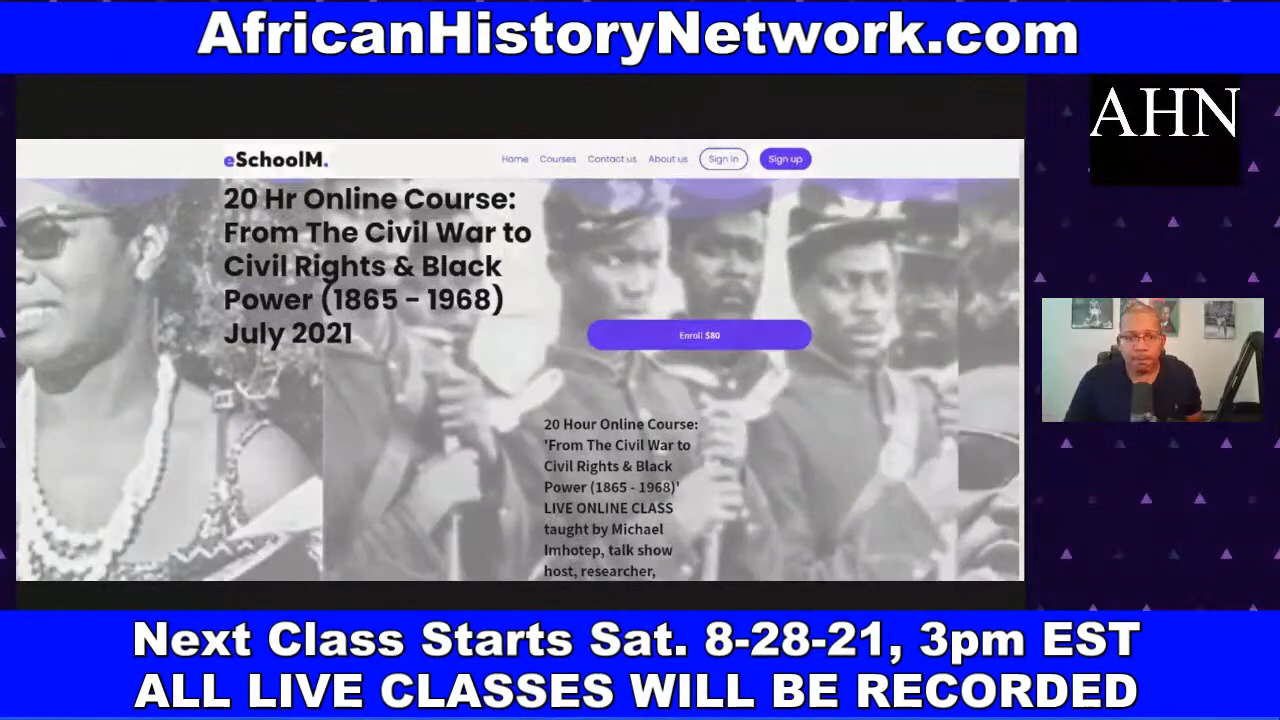 AfricanHistoryNetwork.com
AHN
eSchoolM.
Home Courses Contact us About us Sign in Sign up
20 Hr Online Course:
From The Civil War to
Civil Rights & Black
Power (1865 - 1968)
July 2021
Enroll $80
20 Hour Online Course:
'From The Civil War to
Civil Rights & Black
Power (1865 - 1968)'
LIVE ONLINE CLASS
taught by Michael
Imhotep, talk show
host, researcher,
Next Class Starts Sat. 8-28-21, 3pm EST
ALL LIVE CLASSES WILL BE RECORDED